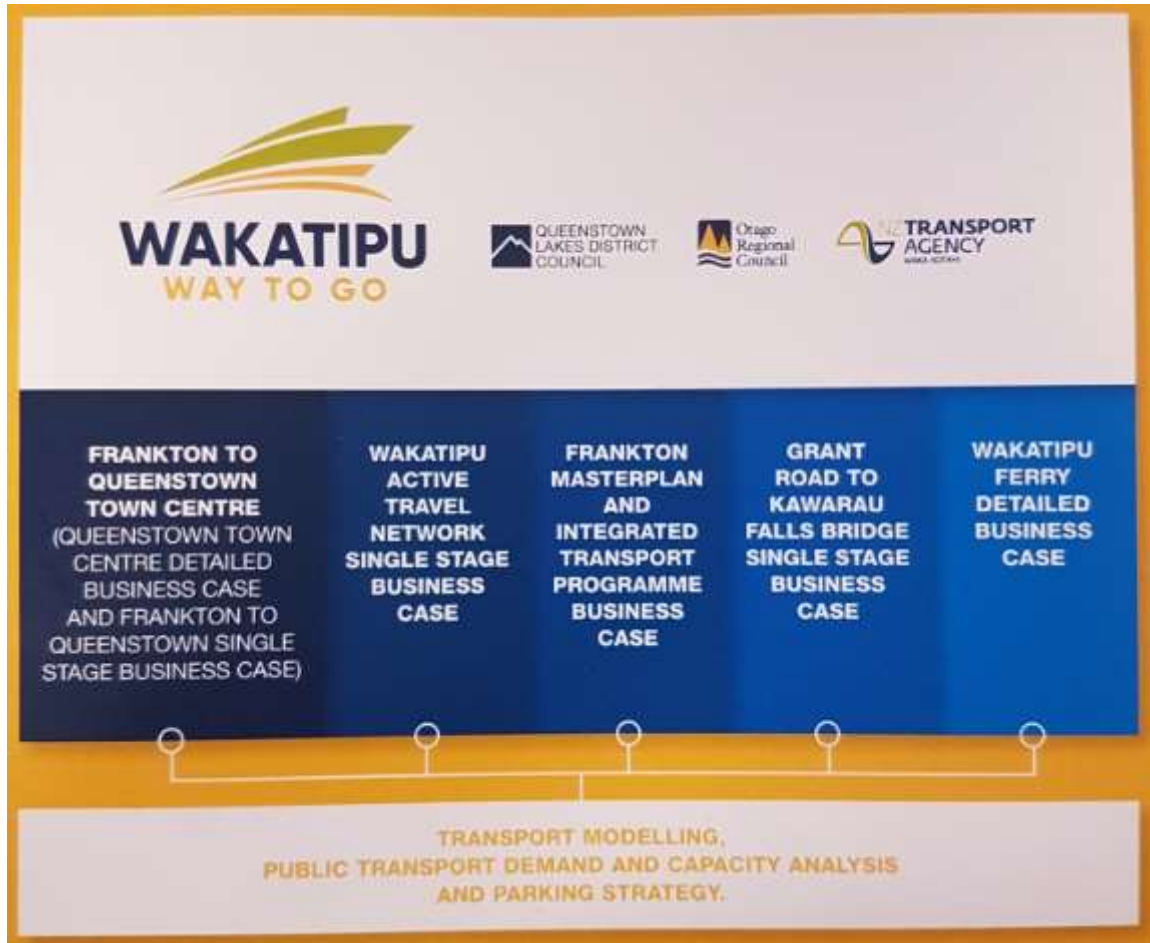 WAKATIPU
WAY TO GO
QUEENSTOWN
LAKES DISTRICT
COUNCIL
Otago
Regional
Council
NZ TRANSPORT
AGENCY
WAKA KOTAHI
FRANKTON TO
QUEENSTOWN
TOWN CENTRE
(QUEENSTOWN TOWN
CENTRE DETAILED
BUSINESS CASE
AND FRANKTON TO
QUEENSTOWN SINGLE
STAGE BUSINESS CASE)
WAKATIPU
ACTIVE
TRAVEL
NETWORK
SINGLE STAGE
BUSINESS
CASE
FRANKTON
MASTERPLAN
AND
INTEGRATED
TRANSPORT
PROGRAMME
BUSINESS
CASE
GRANT
ROAD TO
KAWARAU
FALLS BRIDGE
SINGLE STAGE
BUSINESS
CASE
WAKATIPU
FERRY
DETAILED
BUSINESS
CASE
TRANSPORT MODELLING,
PUBLIC TRANSPORT DEMAND AND CAPACITY ANALYSIS
AND PARKING STRATEGY.